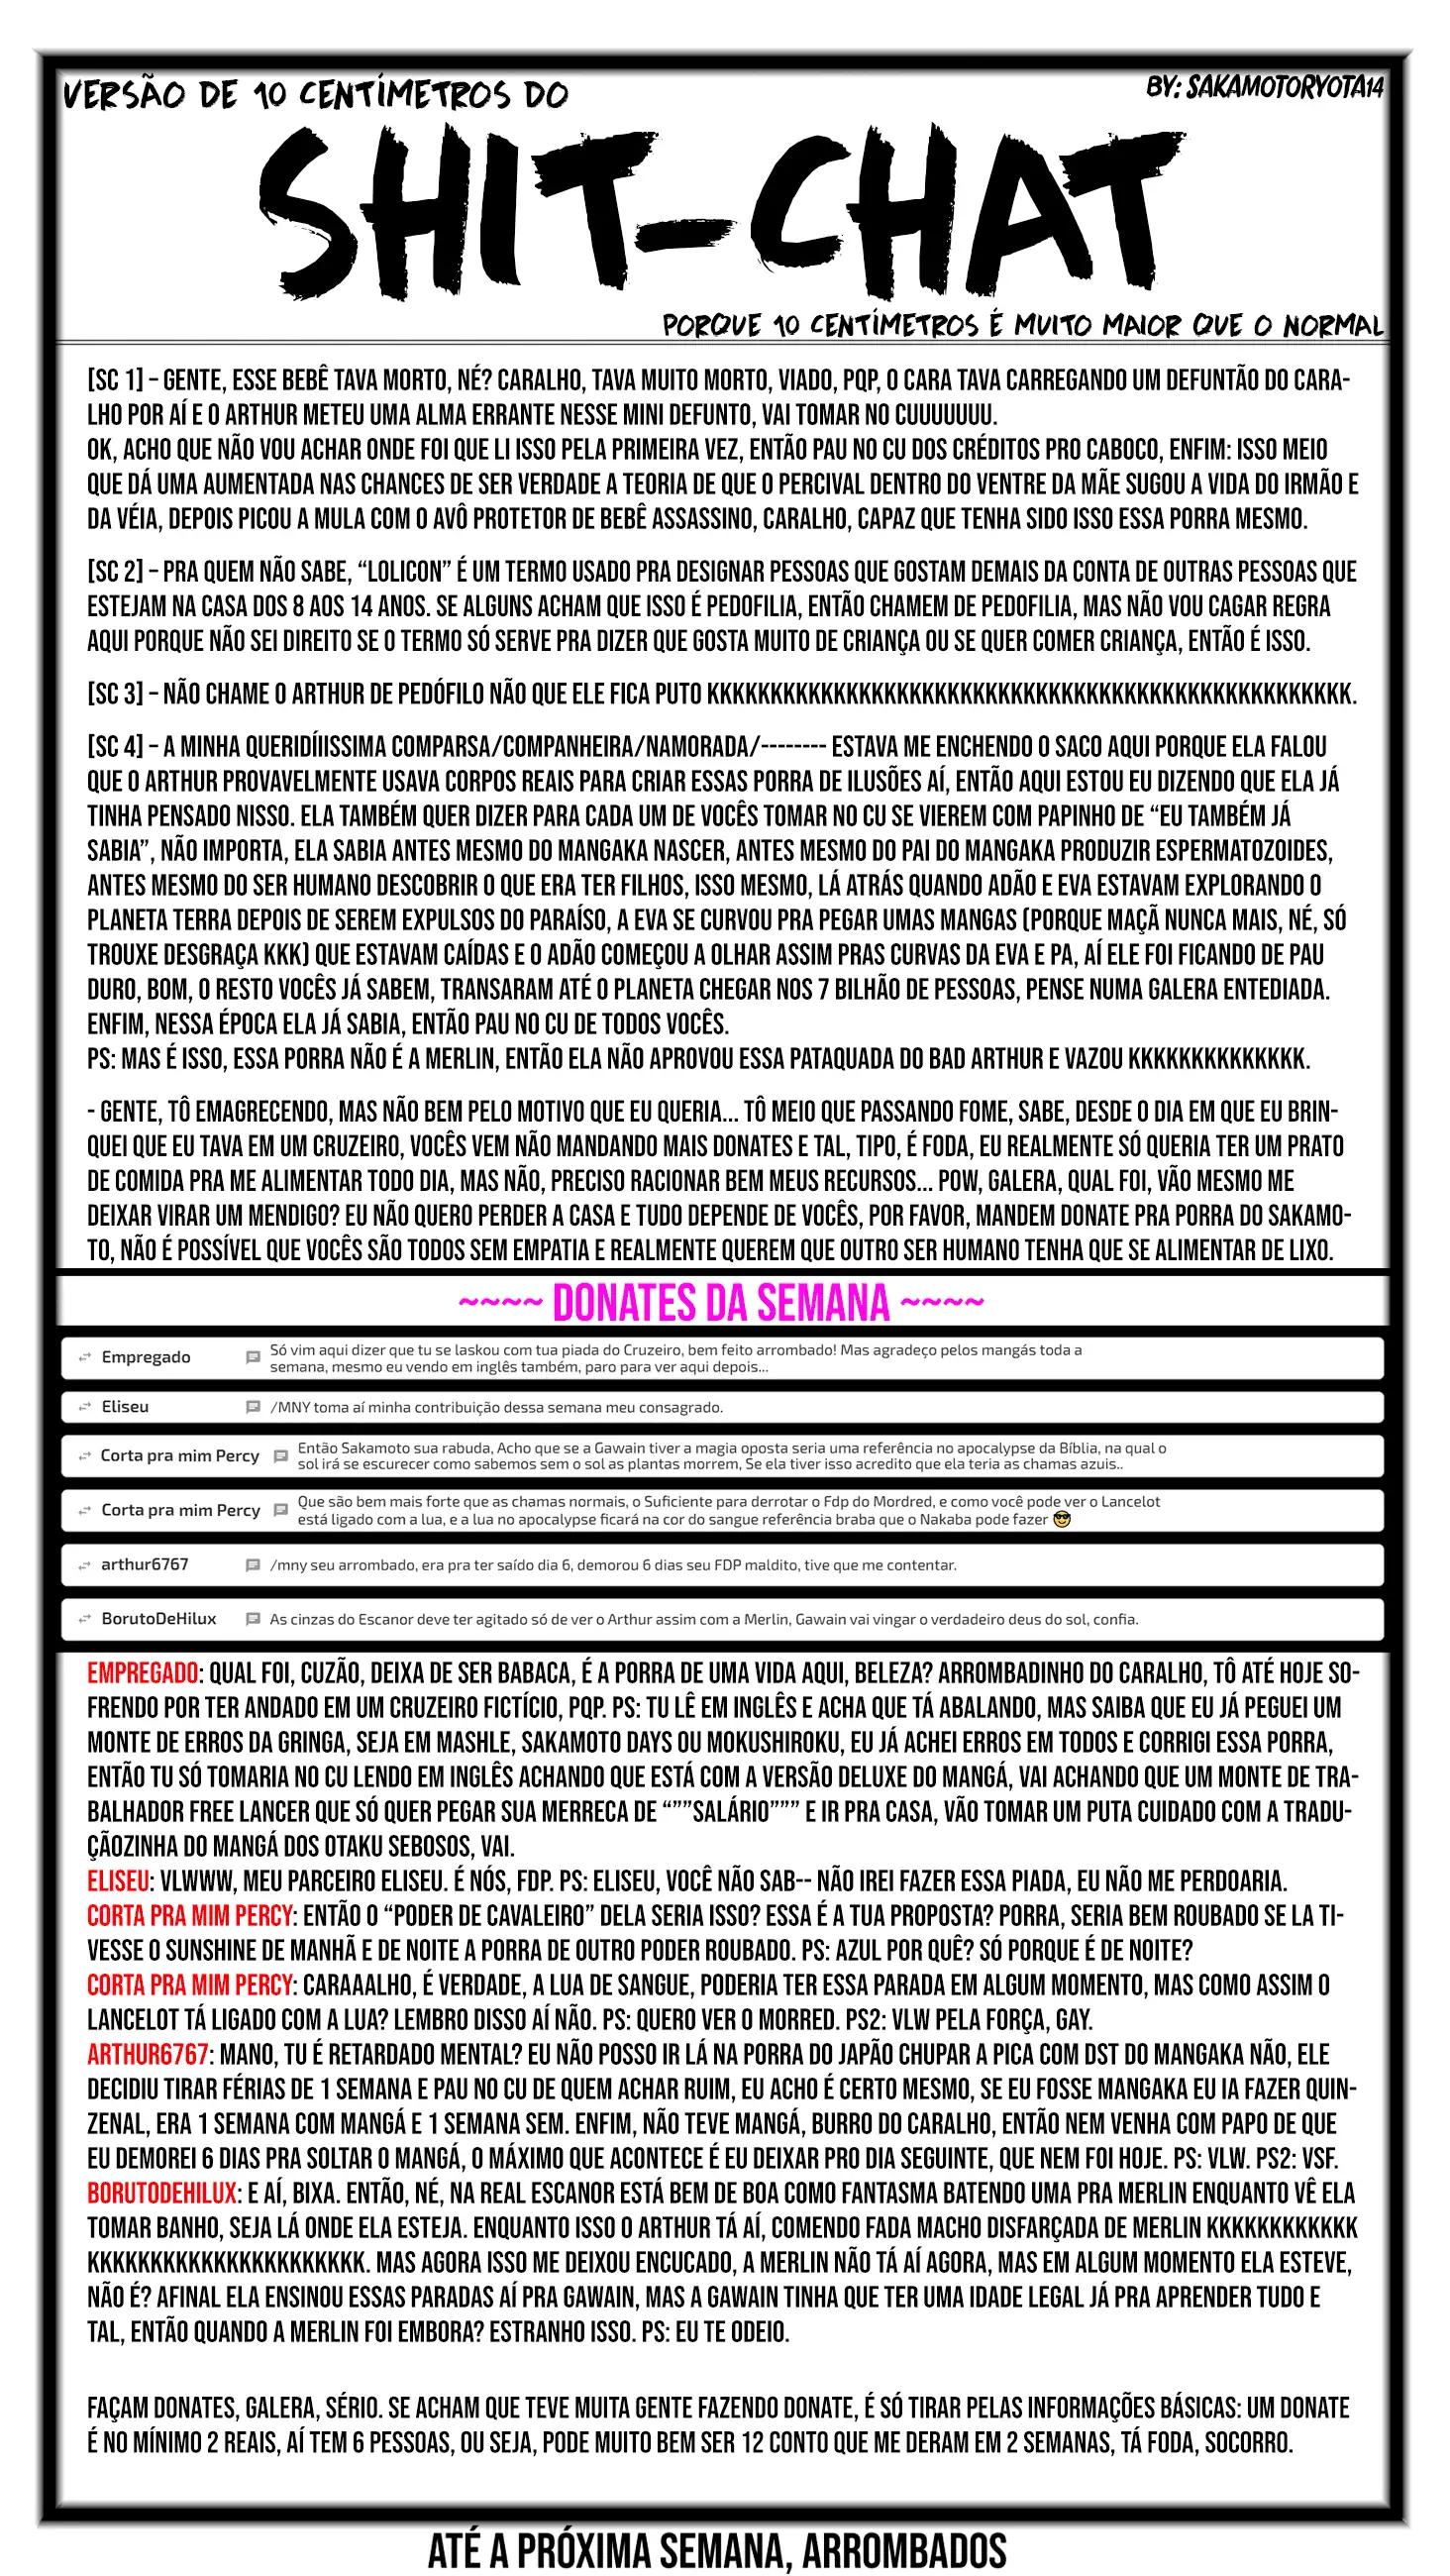 VERSÃO DE 10 CENTÍMETROS DO
BY: SAKAMOTORYOTA14
SHIT-CHAT
PORQUE 10 CENTÍMETROS É MUITO MAIOR QUE O NORMAL
[SC 1] – GENTE, ESSE BEBÊ TAVA MORTO, NÉ? CARALHO, TAVA MUITO MORTO, VIADO, PQP, O CARA TAVA CARREGANDO UM DEFUNTÃO DO CARA-
LHO POR AÍ E O ARTHUR METEU UMA ALMA ERRANTE NESSE MINI DEFUNTO, VAI TOMAR NO CUUUUUUU.
OK, ACHO QUE NÃO VOU ACHAR ONDE FOI QUE LI ISSO PELA PRIMEIRA VEZ, ENTÃO PAU NO CU DOS CRÉDITOS PRO CABOCO, ENFIM: ISSO MEIO
QUE DÁ UMA AUMENTADA NAS CHANCES DE SER VERDADE A TEORIA DE QUE O PERCIVAL DENTRO DO VENTRE DA MÃE SUGOU A VIDA DO IRMÃO E
DA VÉIA, DEPOIS PICOU A MULA COM O AVÔ PROTETOR DE BEBÊ ASSASSINO, CARALHO, CAPAZ QUE TENHA SIDO ISSO ESSA PORRA MESMO.
[SC 2] – PRA QUEM NÃO SABE, “LOLICON” É UM TERMO USADO PRA DESIGNAR PESSOAS QUE GOSTAM DEMAIS DA CONTA DE OUTRAS PESSOAS QUE
ESTEJAM NA CASA DOS 8 AOS 14 ANOS. SE ALGUNS ACHAM QUE ISSO É PEDOFILIA, ENTÃO CHAMEM DE PEDOFILIA, MAS NÃO VOU CAGAR REGRA
AQUI PORQUE NÃO SEI DIREITO SE O TERMO SÓ SERVE PRA DIZER QUE GOSTA MUITO DE CRIANÇA OU SE QUER COMER CRIANÇA, ENTÃO É ISSO.
[SC 3] – NÃO CHAME O ARTHUR DE PEDÓFILO NÃO QUE ELE FICA PUTO KKKKKKKKKKKKKKKKKKKKKKKKKKKKKKKKKKKKKKKKKKKKKKKKKKK.
[SC 4] – A MINHA QUERIDÍIISSIMA COMPARSA/COMPANHEIRA/NAMORADA/-------- ESTAVA ME ENCHENDO O SACO AQUI PORQUE ELA FALOU
QUE O ARTHUR PROVAVELMENTE USAVA CORPOS REAIS PARA CRIAR ESSAS PORRA DE ILUSÕES AÍ, ENTÃO AQUI ESTOU EU DIZENDO QUE ELA JÁ
TINHA PENSADO NISSO. ELA TAMBÉM QUER DIZER PARA CADA UM DE VOCÊS TOMAR NO CU SE VIEREM COM PAPINHO DE “EU TAMBÉM JÁ
SABIA”, NÃO IMPORTA, ELA SABIA ANTES MESMO DO MANGAKA NASCER, ANTES MESMO DO PAI DO MANGAKA PRODUZIR ESPERMATOZOIDES,
ANTES MESMO DO SER HUMANO DESCOBRIR O QUE ERA TER FILHOS, ISSO MESMO, LÁ ATRÁS QUANDO ADÃO E EVA ESTAVAM EXPLORANDO O
PLANETA TERRA DEPOIS DE SEREM EXPULSOS DO PARAÍSO, A EVA SE CURVOU PRA PEGAR UMAS MANGAS (PORQUE MAÇÃ NUNCA MAIS, NÉ, SÓ
TROUXE DESGRAÇA KKK) QUE ESTAVAM CAÍDAS E O ADÃO COMEÇOU A OLHAR ASSIM PRAS CURVAS DA EVA E PA, AÍ ELE FOI FICANDO DE PAU
DURO, BOM, O RESTO VOCÊS JÁ SABEM, TRANSARAM ATÉ O PLANETA CHEGAR NOS 7 BILHÃO DE PESSOAS, PENSE NUMA GALERA ENTEDIADA.
ENFIM, NESSA ÉPOCA ELA JÁ SABIA, ENTÃO PAU NO CU DE TODOS VOCÊS.
PS: MAS É ISSO, ESSA PORRA NÃO É A MERLIN, ENTÃO ELA NÃO APROVOU ESSA PATAQUADA DO BAD ARTHUR E VAZOU KKKKKKKKKKKKKK.
- GENTE, TÔ EMAGRECENDO, MAS NÃO BEM PELO MOTIVO QUE EU QUERIA... TÔ MEIO QUE PASSANDO FOME, SABE, DESDE O DIA EM QUE EU BRIN-
QUEI QUE EU TAVA EM UM CRUZEIRO, VOCÊS VEM NÃO MANDANDO MAIS DONATES E TAL, TIPO, É FODA, EU REALMENTE SÓ QUERIA TER UM PRATO
DE COMIDA PRA ME ALIMENTAR TODO DIA, MAS NÃO, PRECISO RACIONAR BEM MEUS RECURSOS... POW, GALERA, QUAL FOI, VÃO MESMO ME
DEIXAR VIRAR UM MENDIGO? EU NÃO QUERO PERDER A CASA E TUDO DEPENDE DE VOCÊS, POR FAVOR, MANDEM DONATE PRA PORRA DO SAKAMO-
TO, NÃO É POSSÍVEL QUE VOCÊS SÃO TODOS SEM EMPATIA E REALMENTE QUEREM QUE OUTRO SER HUMANO TENHA QUE SE ALIMENTAR DE LIXO.
~~~~ DONATES DA SEMANA ~~~~
Empregado
Só vim aqui dizer que tu se laskou com tua piada do Cruzeiro, bem feito arrombado! Mas agradeço pelos mangás toda a
semana, mesmo eu vendo em inglês também, paro para ver aqui depois...
Eliseu
/MNY toma aí minha contribuição dessa semana meu consagrado.
Corta pra mim Percy
Então Sakamoto sua rabuda, Acho que se a Gawain tiver a magia oposta seria uma referência no apocalypse da Bíblia, na qual o
sol irá se escurecer como sabemos sem o sol as plantas morrem, Se ela tiver isso acredito que ela teria as chamas azuis..
Corta pra mim Percy
Que são bem mais forte que as chamas normais, o Suficiente para derrotar o Fdp do Mordred, e como você pode ver o Lancelot
está ligado com a lua, e a lua no apocalypse ficará na cor do sangue referência braba que o Nakaba pode fazer 😎
arthur6767
/mny seu arrombado, era pra ter saído dia 6, demorou 6 dias seu FDP maldito, tive que me contentar.
BorutoDeHilux
As cinzas do Escanor deve ter agitado só de ver o Arthur assim com a Merlin, Gawain vai vingar o verdadeiro deus do sol, confia.
EMPREGADO: QUAL FOI, CUZÃO, DEIXA DE SER BABACA, É A PORRA DE UMA VIDA AQUI, BELEZA? ARROMBADINHO DO CARALHO, TÔ ATÉ HOJE SO-
FRENDO POR TER ANDADO EM UM CRUZEIRO FICTÍCIO, PQP. PS: TU LÊ EM INGLÊS E ACHA QUE TÁ ABALANDO, MAS SAIBA QUE EU JÁ PEGUEI UM
MONTE DE ERROS DA GRINGA, SEJA EM MASHLE, SAKAMOTO DAYS OU MOKUSHIROKU, EU JÁ ACHEI ERROS EM TODOS E CORRIGI ESSA PORRA,
ENTÃO TU SÓ TOMARIA NO CU LENDO EM INGLÊS ACHANDO QUE ESTÁ COM A VERSÃO DELUXE DO MANGÁ, VAI ACHANDO QUE UM MONTE DE TRA-
BALHADOR FREE LANCER QUE SÓ QUER PEGAR SUA MERRECA DE “””SALÁRIO””” E IR PRA CASA, VÃO TOMAR UM PUTA CUIDADO COM A TRADU-
ÇÃOZINHA DO MANGÁ DOS OTAKU SEBOSOS, VAI.
ELISEU: VLWWW, MEU PARCEIRO ELISEU. É NÓS, FDP. PS: ELISEU, VOCÊ NÃO SAB-- NÃO IREI FAZER ESSA PIADA, EU NÃO ME PERDOARIA.
CORTA PRA MIM PERCY: ENTÃO O “PODER DE CAVALEIRO” DELA SERIA ISSO? ESSA É A TUA PROPOSTA? PORRA, SERIA BEM ROUBADO SE LA TI-
VESSE O SUNSHINE DE MANHÃ E DE NOITE A PORRA DE OUTRO PODER ROUBADO. PS: AZUL POR QUÊ? SÓ PORQUE É DE NOITE?
CORTA PRA MIM PERCY: CARAAALHO, É VERDADE, A LUA DE SANGUE, PODERIA TER ESSA PARADA EM ALGUM MOMENTO, MAS COMO ASSIM O
LANCELOT TÁ LIGADO COM A LUA? LEMBRO DISSO AÍ NÃO. PS: QUERO VER O MORRED. PS2: VLW PELA FORÇA, GAY.
ARTHUR6767: MANO, TU É RETARDADO MENTAL? EU NÃO POSSO IR LÁ NA PORRA DO JAPÃO CHUPAR A PICA COM DST DO MANGAKA NÃO, ELE
DECIDIU TIRAR FÉRIAS DE 1 SEMANA E PAU NO CU DE QUEM ACHAR RUIM, EU ACHO É CERTO MESMO, SE EU FOSSE MANGAKA EU IA FAZER QUIN-
ZENAL, ERA 1 SEMANA COM MANGÁ E 1 SEMANA SEM. ENFIM, NÃO TEVE MANGÁ, BURRO DO CARALHO, ENTÃO NEM VENHA COM PAPO DE QUE
EU DEMOREI 6 DIAS PRA SOLTAR O MANGÁ, O MÁXIMO QUE ACONTECE É EU DEIXAR PRO DIA SEGUINTE, QUE NEM FOI HOJE. PS: VLW. PS2: VSF.
BORUTODEHILUX: E AÍ, BIXA. ENTÃO, NÉ, NA REAL ESCANOR ESTÁ BEM DE BOA COMO FANTASMA BATENDO UMA PRA MERLIN ENQUANTO VÊ ELA
TOMAR BANHO, SEJA LÁ ONDE ELA ESTEJA. ENQUANTO ISSO O ARTHUR TÁ AÍ, COMENDO FADA MACHO DISFARÇADA DE MERLIN KKKKKKKKKKKK
KKKKKKKKKKKKKKKKKKKKKK. MAS AGORA ISSO ME DEIXOU ENCUCADO, A MERLIN NÃO TÁ AÍ AGORA, MAS EM ALGUM MOMENTO ELA ESTEVE,
NÃO É? AFINAL ELA ENSINOU ESSAS PARADAS AÍ PRA GAWAIN, MAS A GAWAIN TINHA QUE TER UMA IDADE LEGAL JÁ PRA APRENDER TUDO E
TAL, ENTÃO QUANDO A MERLIN FOI EMBORA? ESTRANHO ISSO. PS: EU TE ODEIO.
FAÇAM DONATES, GALERA, SÉRIO. SE ACHAM QUE TEVE MUITA GENTE FAZENDO DONATE, É SÓ TIRAR PELAS INFORMAÇÕES BÁSICAS: UM DONATE
É NO MÍNIMO 2 REAIS, AÍ TEM 6 PESSOAS, OU SEJA, PODE MUITO BEM SER 12 CONTO QUE ME DERAM EM 2 SEMANAS, TÁ FODA, SOCORRO.
ATÉ A PRÓXIMA SEMANA, ARROMBADOS